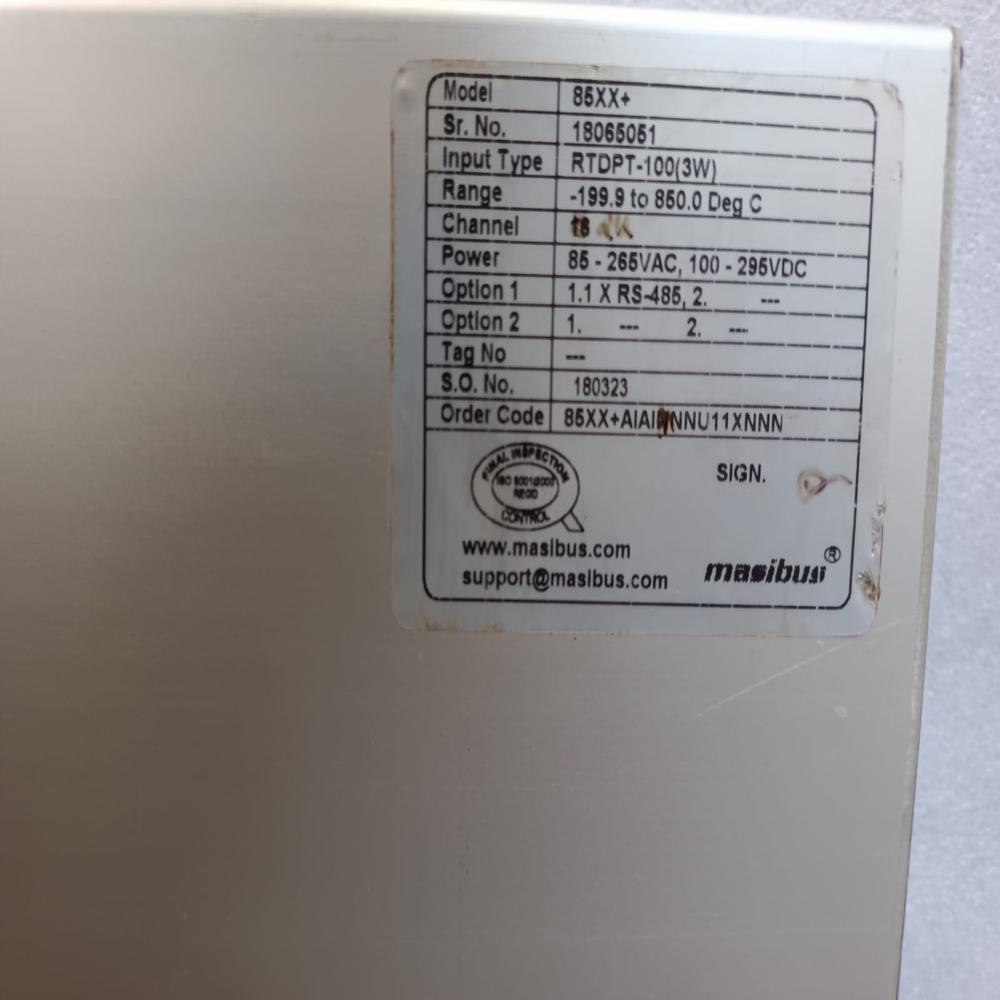 Model 85XX+
Sr. No. 18065051
Input Type RTDPT-100(3W)
Range -199.9 to 850.0 Deg C
Channel
Power 85 - 265VAC, 100 - 295VDC
Option 1 1.1 X RS-485, 2. ---
Option 2 1. --- 2. ---
Tag No ---
S.O. No. 180323
Order Code
FINAL INSPECTION
REGD
CONTROL
SIGN.
www.masibus.com
support@masibus.com
masibus®